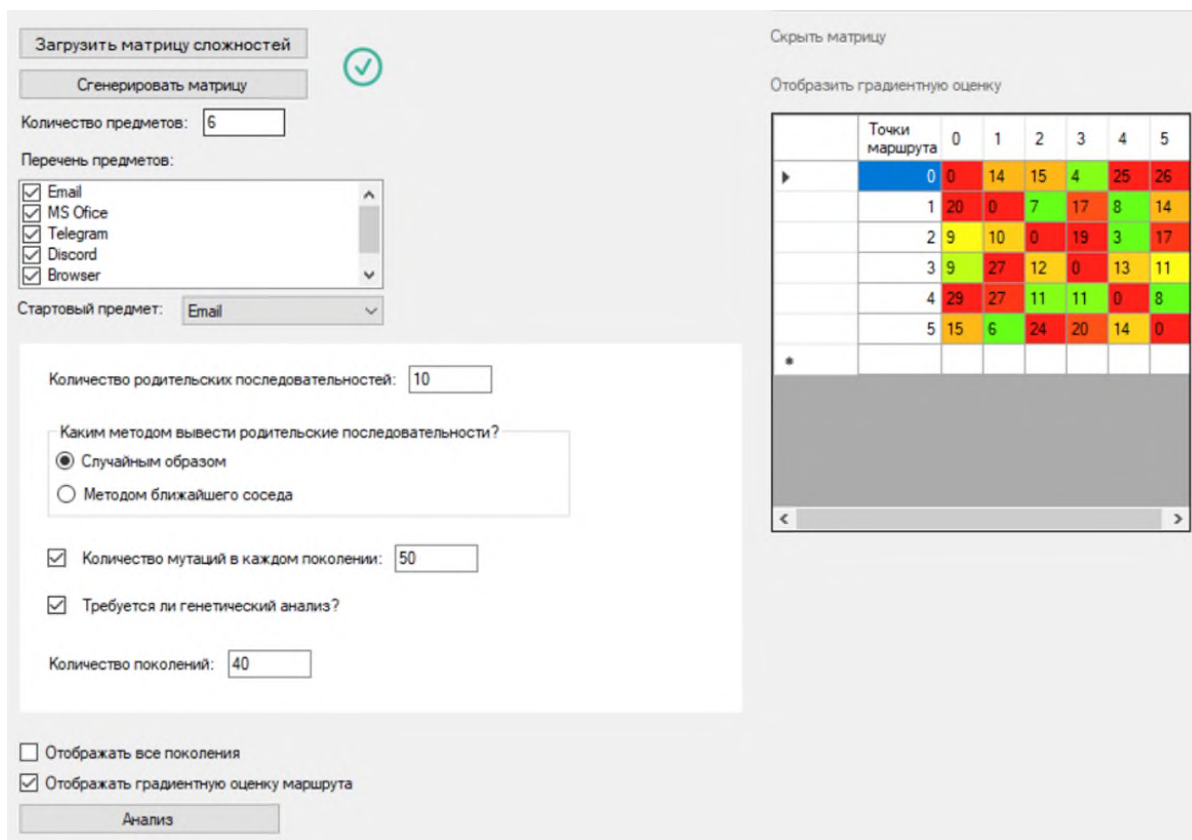 Загрузить матрицу сложностей
Сгенерировать матрицу
Количество предметов: 6
Перечень предметов:
Email
MS Ofice
Telegram
Discord
Browser
Стартовый предмет: Email
Количество родительских последовательностей: 10
Каким методом вывести родительские последовательности?
Случайным образом
Методом ближайшего соседа
Количество мутаций в каждом поколении: 50
Требуется ли генетический анализ?
Количество поколений: 40
Отображать все поколения
Отображать градиентную оценку маршрута
Анализ
Скрыть матрицу
Отобразить градиентную оценку
Точки
маршрута 0 1 2 3 4 5
0 0 14 15 4 25 26
1 20 0 7 17 8 14
2 9 10 0 19 3 17
3 9 27 12 0 13 11
4 29 27 11 11 0 8
5 15 6 24 20 14 0